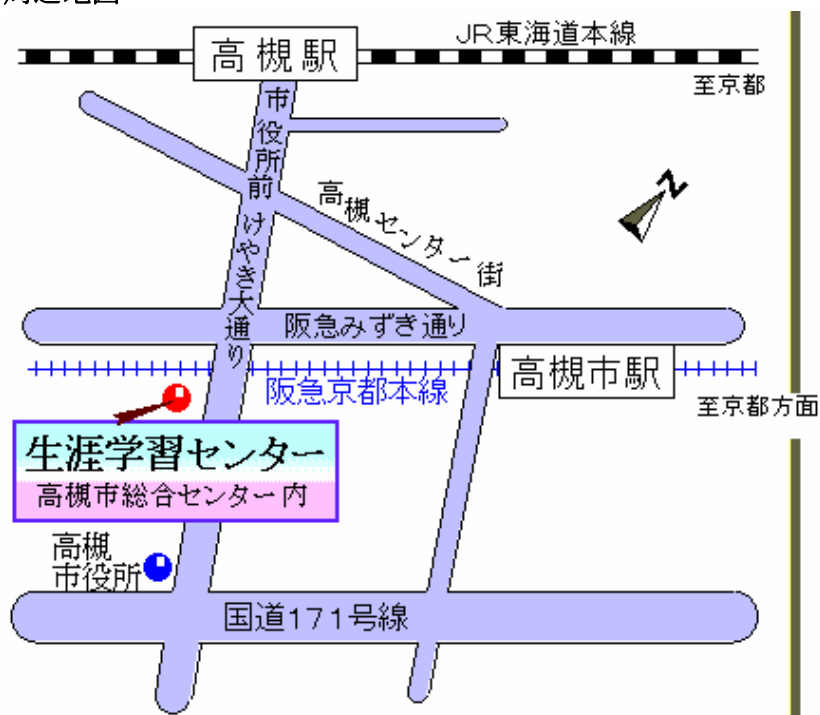 JR東海道本線
高槻駅
至京都
市役所前けやき大通り
N
高槻センター街
阪急みずき通り
高槻市駅
阪急京都本線
至京都方面
生涯学習センター
高槻市総合センター内
高槻
市役所
国道171号線